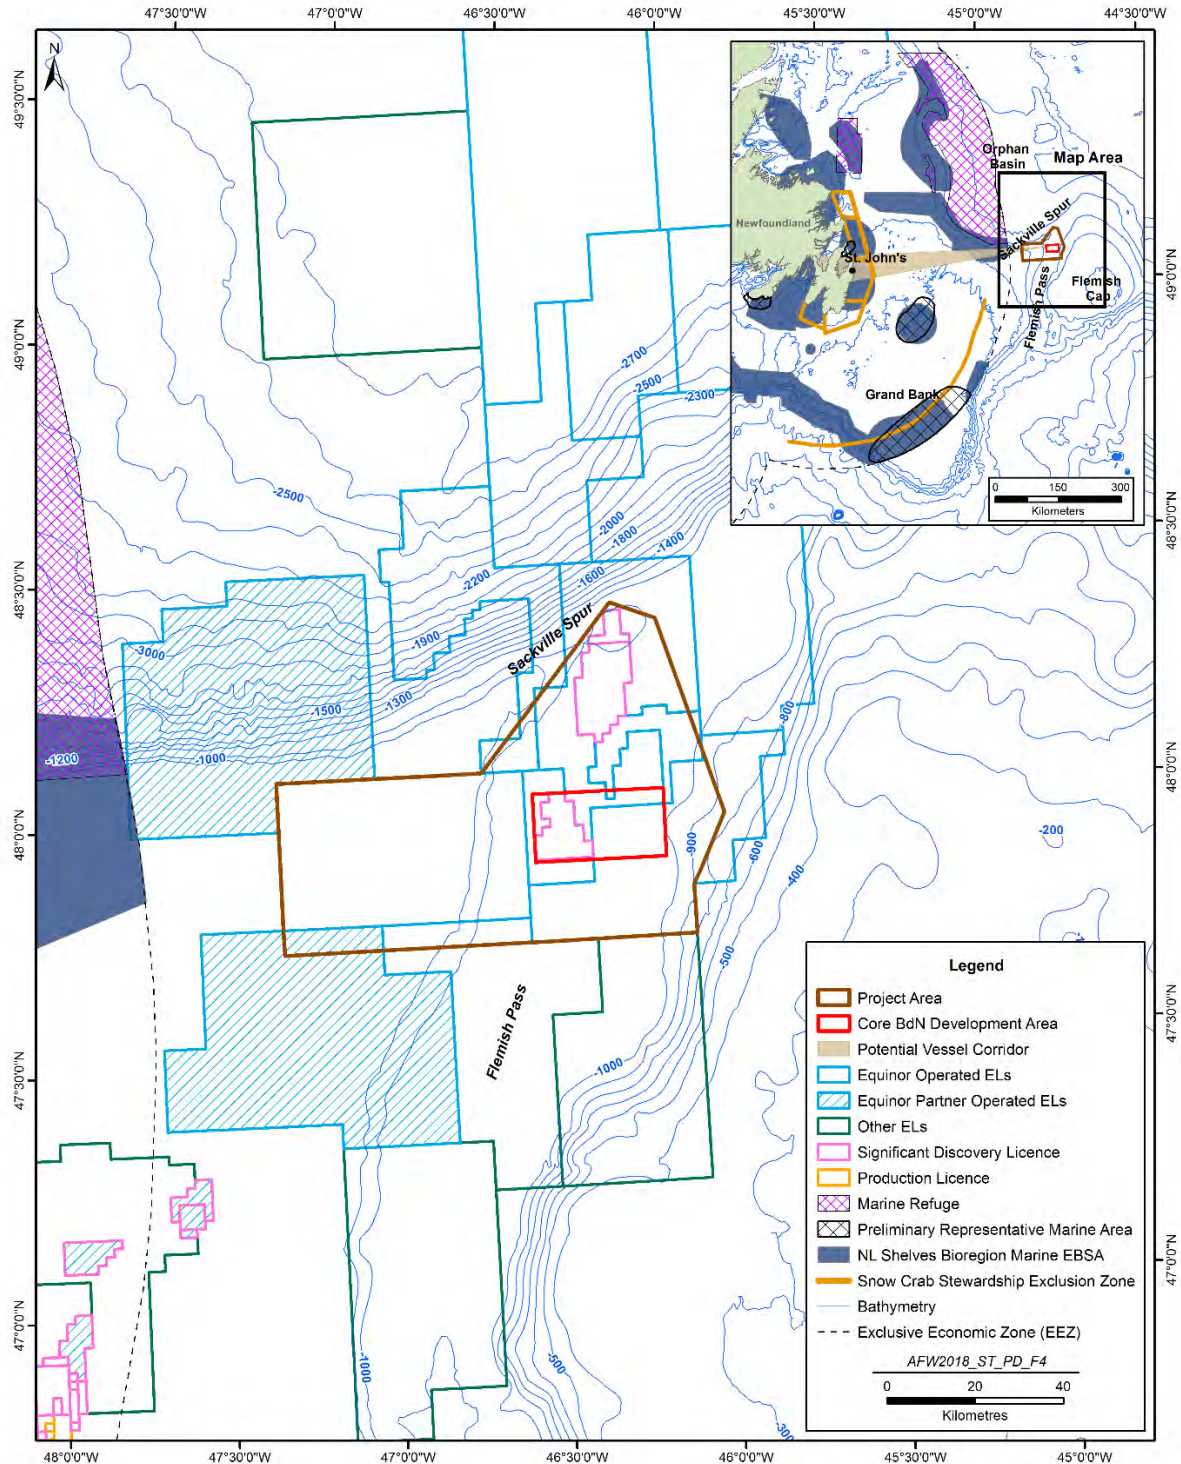 47°30'0"W 47°0'0"W 46°30'0"W 46°0'0"W 45°30'0"W 45°0'0"W 44°30'0"W
N
49°30'0"N
49°0'0"N
48°30'0"N
48°0'0"N
47°30'0"N
47°0'0"N
49°0'0"N
48°30'0"N
48°0'0"N
47°30'0"N
47°0'0"N
Orphan
Basin
Map Area
Newfoundland
Sackville Spur
St. John's
Flemish
Cap
Flemish Pass
Grand Bank
0 150 300
Kilometers
-2700
-2500
-2300
-2500
-2000
-1800
-1400
-2200
-1600
-1900
Sackville Spur
-3000
-1500
-1300
-800
-1200
-1000
-200
-900
-600
-400
-500
Flemish Pass
-1000
-1000
-500
-300
Legend
Project Area
Core BdN Development Area
Potential Vessel Corridor
Equinor Operated ELs
Equinor Partner Operated ELs
Other ELs
Significant Discovery Licence
Production Licence
Marine Refuge
Preliminary Representative Marine Area
NL Shelves Bioregion Marine EBSA
Snow Crab Stewardship Exclusion Zone
Bathymetry
Exclusive Economic Zone (EEZ)
AFW2018_ST_PD_F4
0 20 40
Kilometres
48°0'0"W 47°30'0"W 47°0'0"W 46°30'0"W 46°0'0"W 45°30'0"W 45°0'0"W